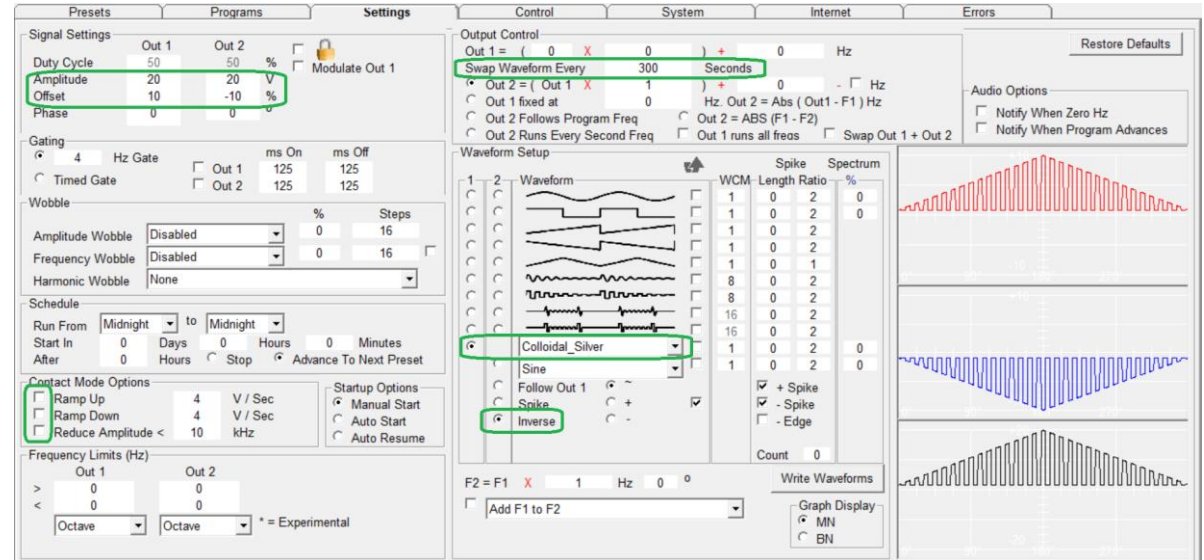 Presets Programs Settings Control System Internet Errors
Signal Settings
Out 1 Out 2
Duty Cycle 50 50 %
Modulate Out 1
Amplitude 20 20 V
Offset 10 -10 %
Phase 0 0 º
Gating
4 Hz Gate
ms On ms Off
Out 1 125 125
Timed Gate
Out 2 125 125
Wobble
% Steps
Amplitude Wobble Disabled 0 16
Frequency Wobble Disabled 0 16
Harmonic Wobble None
Schedule
Run From Midnight to Midnight
Start In 0 Days 0 Hours 0 Minutes
After 0 Hours Stop Advance To Next Preset
Contact Mode Options
Ramp Up 4 V / Sec
Ramp Down 4 V / Sec
Reduce Amplitude < 10 kHz
Startup Options
Manual Start
Auto Start
Auto Resume
Frequency Limits (Hz)
Out 1 Out 2
> 0 0
< 0 0
Octave Octave * = Experimental
Output Control
Out 1 = ( 0 X 0 ) + 0 Hz
Swap Waveform Every 300 Seconds
Out 2 = ( Out 1 X 1 ) + 0 - Hz
Out 1 fixed at 0 Hz. Out 2 = Abs ( Out1 - F1 ) Hz
Out 2 Follows Program Freq Out 2 = ABS (F1 - F2)
Out 2 Runs Every Second Freq Out 1 runs all freqs Swap Out 1 + Out 2
Restore Defaults
Audio Options
Notify When Zero Hz
Notify When Program Advances
Waveform Setup
Spike Spectrum
1 2 Waveform WCM Length Ratio %
1 0 2 0
1 0 2 0
1 0 2
1 0 2
1 0 1
8 0 2
8 0 2
16 0 2
16 0 2
Colloidal_Silver 1 0 2 0
Sine 1 0 2 0
Follow Out 1 ~ + Spike
Spike + - Spike
Inverse - - Edge
Count 0
F2 = F1 X 1 Hz 0 º
Write Waveforms
Add F1 to F2
Graph Display
MN
BN